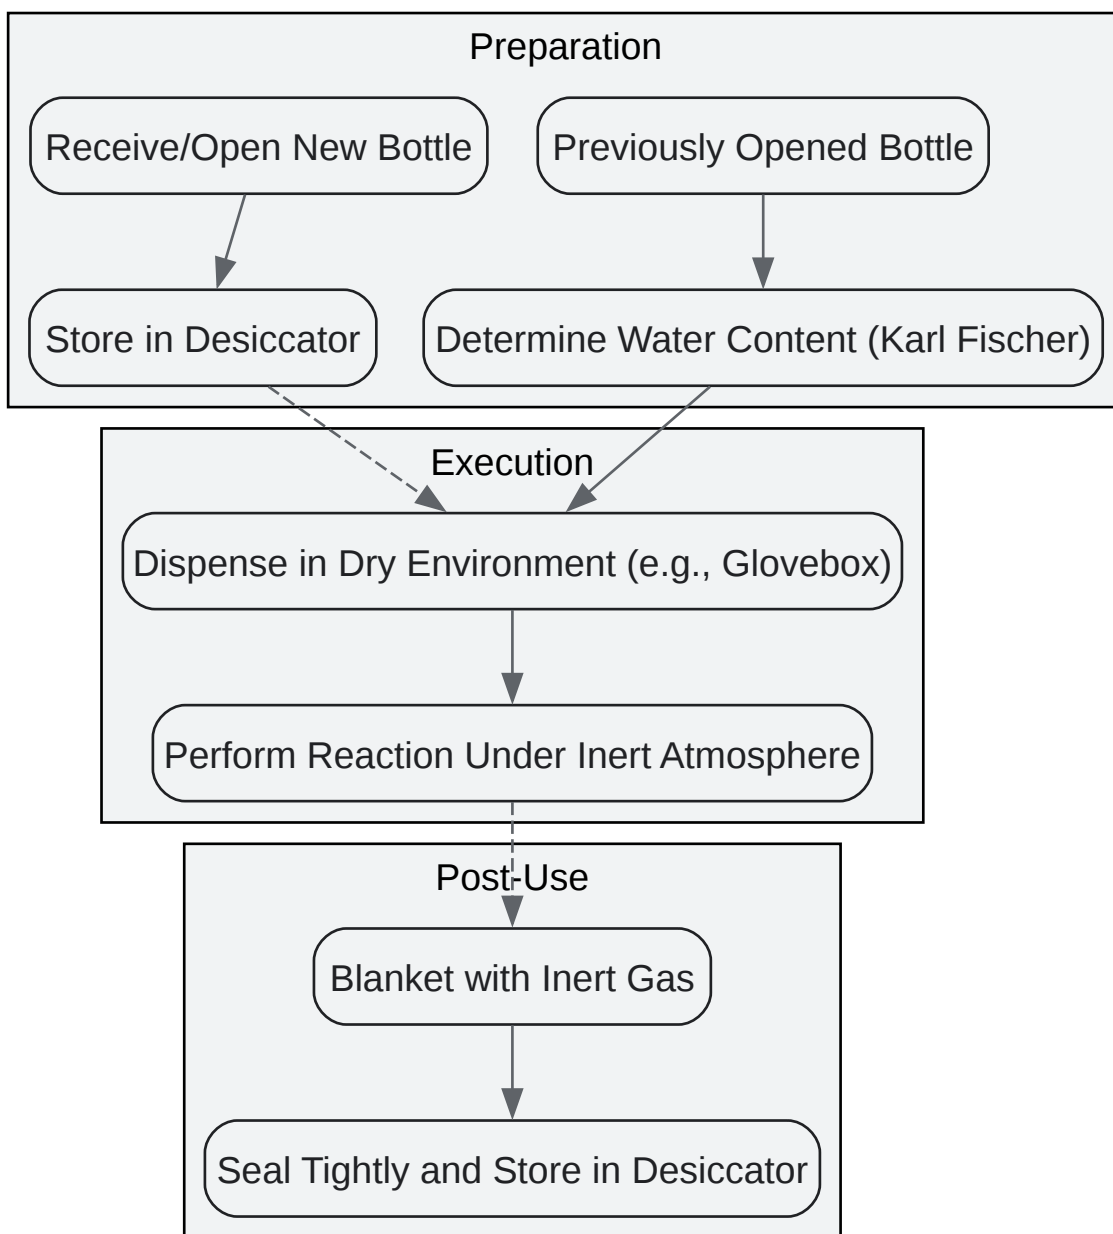 Preparation
Receive/Open New Bottle
Previously Opened Bottle
Store in Desiccator
Determine Water Content (Karl Fischer)
Execution
Dispense in Dry Environment (e.g., Glovebox)
Perform Reaction Under Inert Atmosphere
Post-Use
Blanket with Inert Gas
Seal Tightly and Store in Desiccator